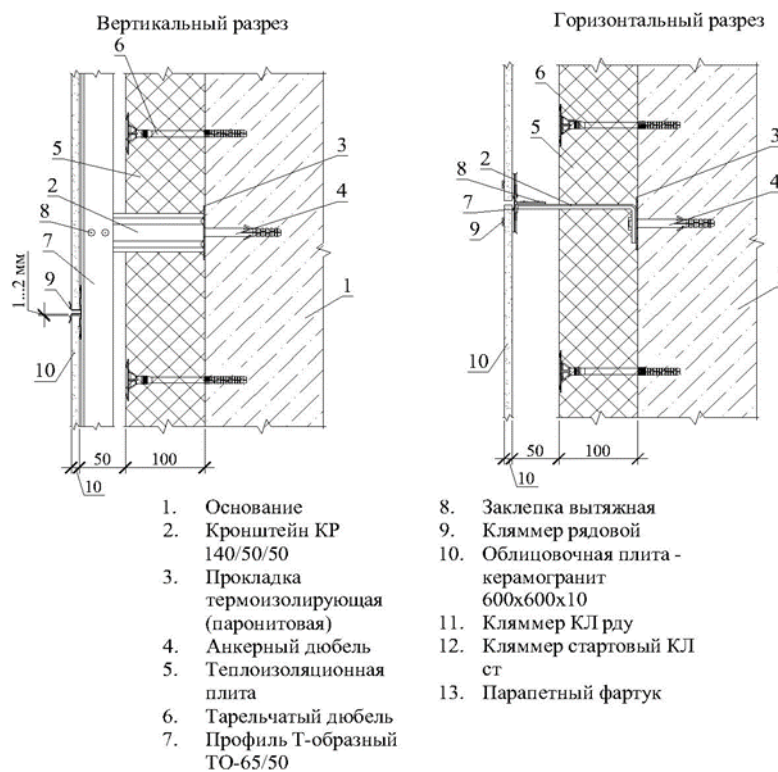 Вертикальный разрез
6
5
2
8
7
1...2 мм
9
10
3
4
1
50
100
10
Горизонтальный разрез
6
5
2
8
7
9
10
3
4
50
100
10
1. Основание
2. Кронштейн КР
140/50/50
3. Прокладка
термоизолирующая
(паронитовая)
4. Анкерный дюбель
5. Теплоизоляционная
плита
6. Тарельчатый дюбель
7. Профиль Т-образный
ТО-65/50
8. Заклепка вытяжная
9. Кляммер рядовой
10. Облицовочная плита -
керамогранит
600х600х10
11. Кляммер КЛ рду
12. Кляммер стартовый КЛ
ст
13. Парапетный фартук